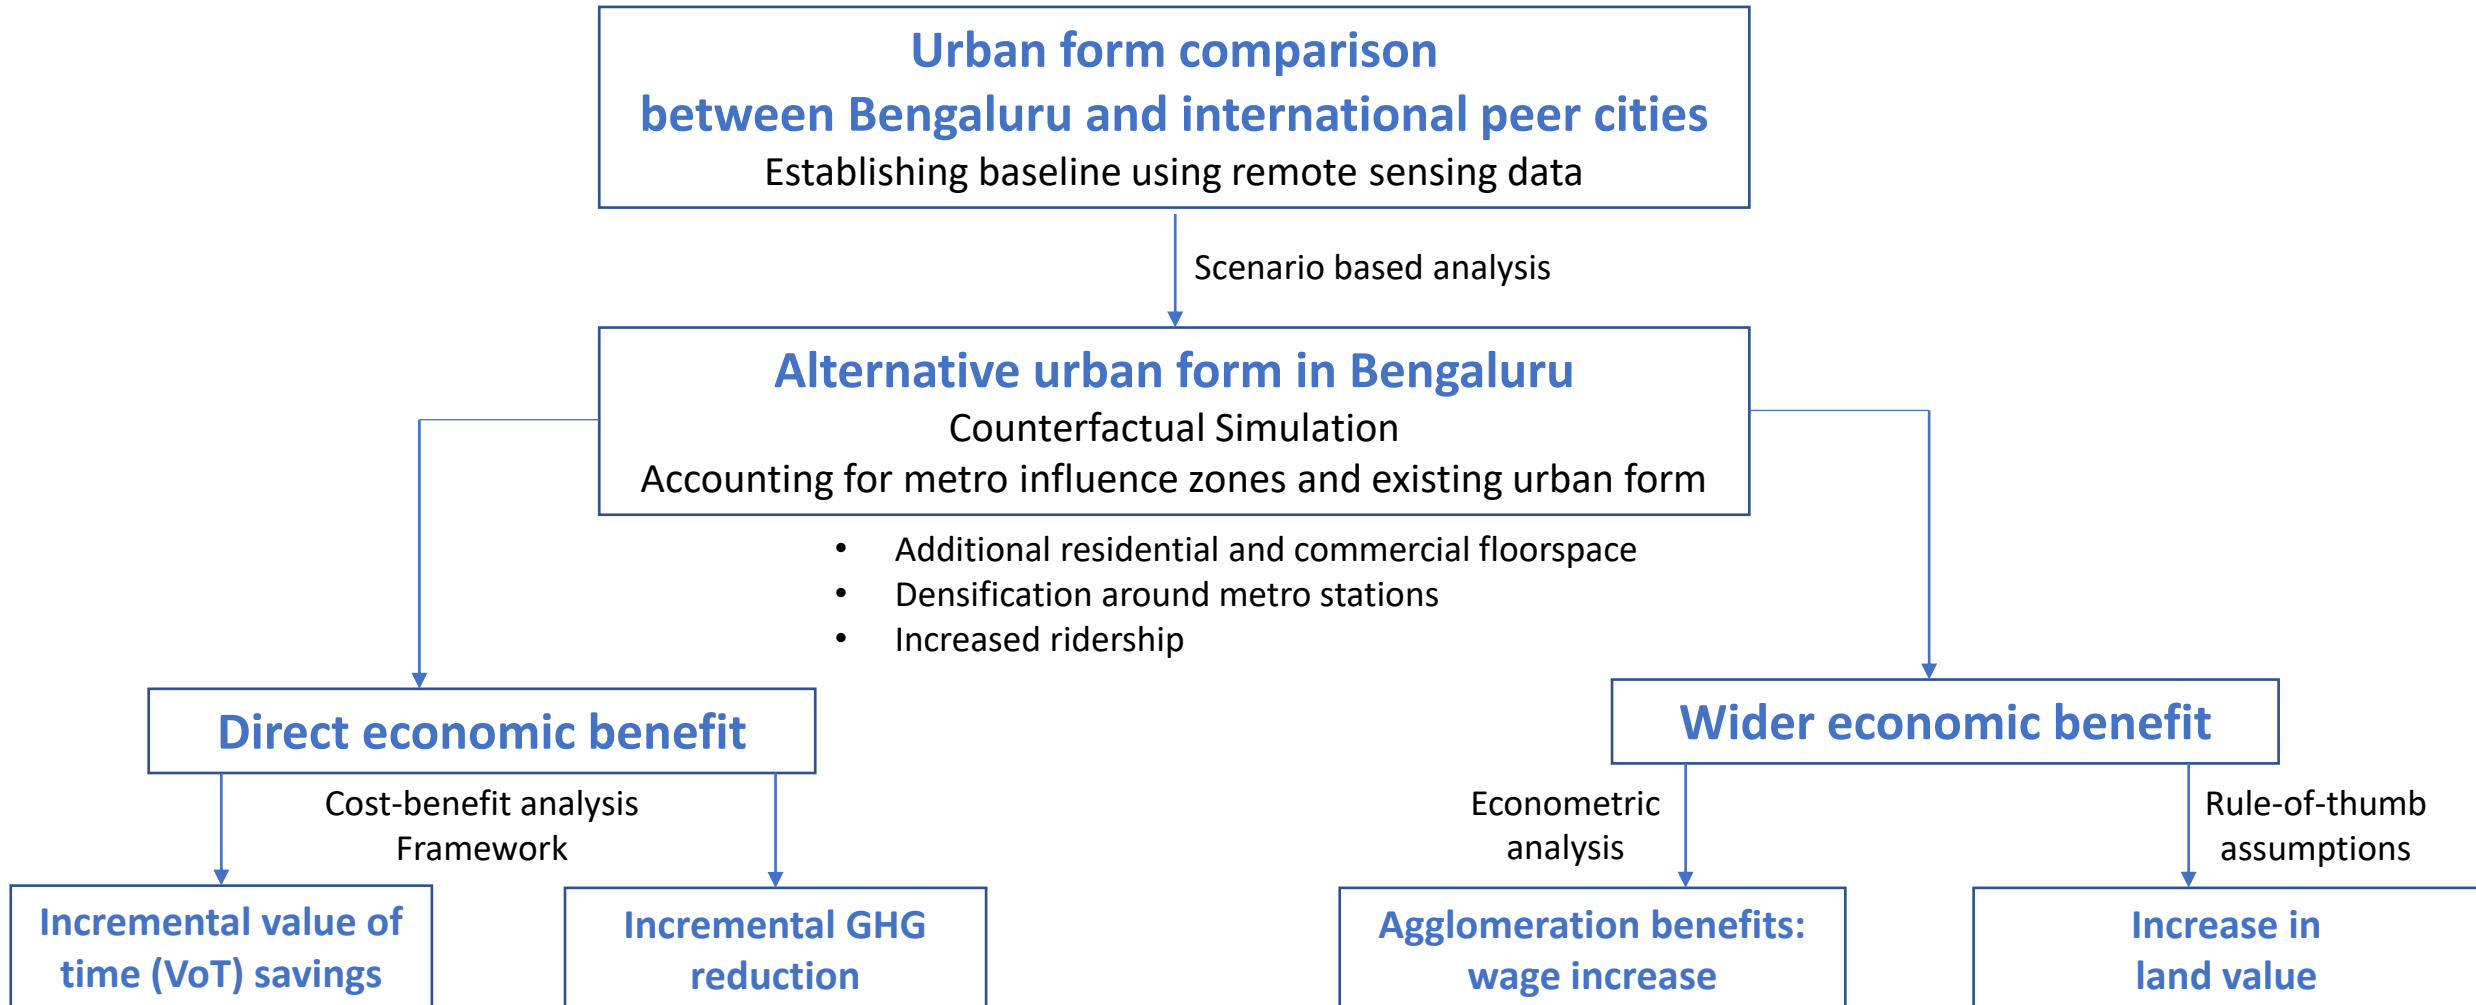 Urban form comparison
between Bengaluru and international peer cities
Establishing baseline using remote sensing data
Scenario based analysis
Alternative urban form in Bengaluru
Counterfactual Simulation
Accounting for metro influence zones and existing urban form
• Additional residential and commercial floorspace
• Densification around metro stations
• Increased ridership
Direct economic benefit
Wider economic benefit
Cost-benefit analysis
Framework
Econometric
analysis
Rule-of-thumb
assumptions
Incremental value of
time (VoT) savings
Incremental GHG
reduction
Agglomeration benefits:
wage increase
Increase in
land value